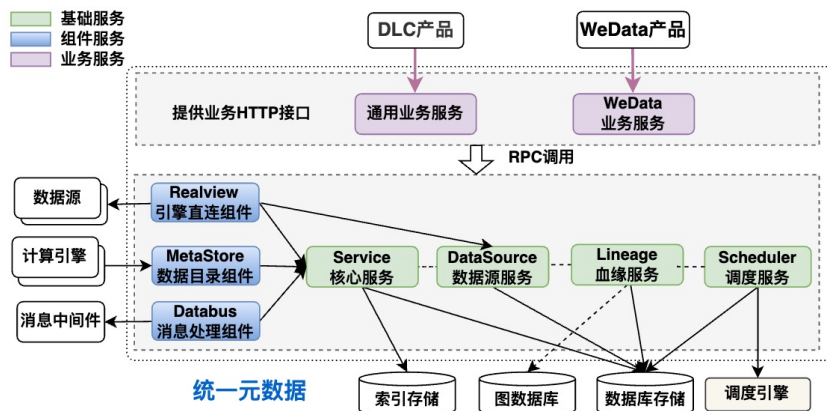 基础服务
组件服务
业务服务
DLC产品
WeData产品
提供业务HTTP接口
通用业务服务
WeData
业务服务
RPC调用
数据源
Realview
引擎直连组件
计算引擎
MetaStore
数据目录组件
Service
核心服务
DataSource
数据源服务
Lineage
血缘服务
Scheduler
调度服务
消息中间件
Databus
消息处理组件
统一元数据
索引存储
图数据库
数据库存储
调度引擎